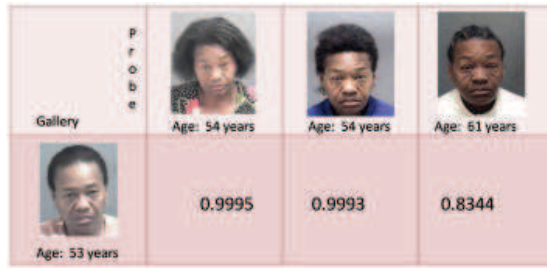 Probe
Gallery
Age: 54 years
Age: 54 years
Age: 61 years
0.9995
0.9993
0.8344
Age: 53 years